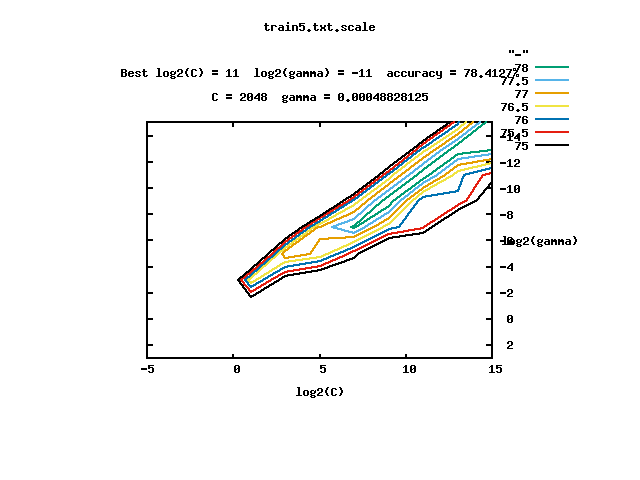 train5.txt.scale
"-"
Best log2(C) = 11 log2(gamma) = -11 accuracy = 78.4127%
78
77.5
C = 2048 gamma = 0.00048828125
77
76.5
76
75.5
75
-14
-12
-10
-8
-6
log2(gamma)
-4
-2
0
2
-5 0 5 10 15
log2(C)